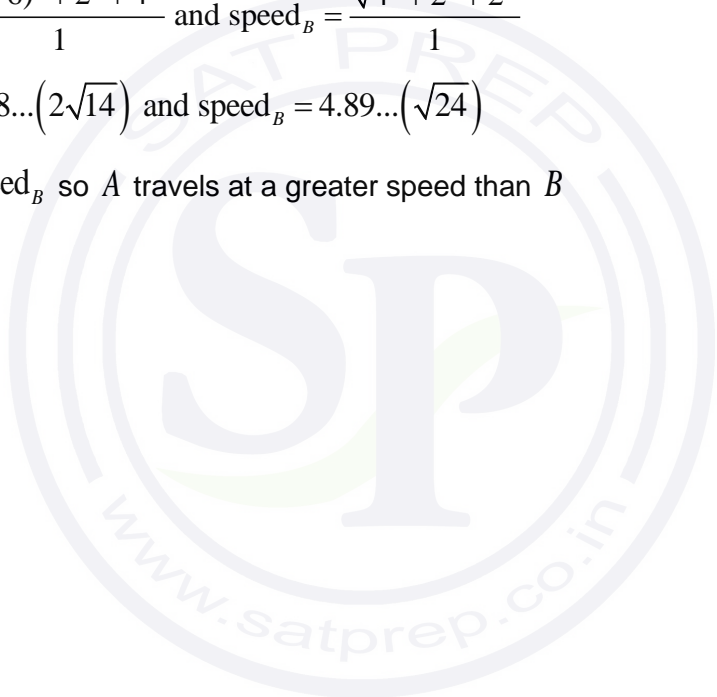 and speed_B =
1 1
8...(2√14) and speed_B = 4.89...(√24)
ed_B so A travels at a greater speed than B
SAT PREP
SP
www.satprep.co.in